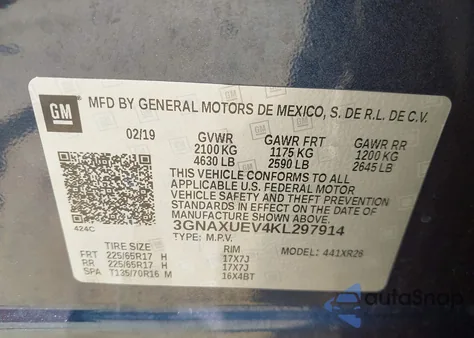 GM MFD BY GENERAL MOTORS DE MEXICO, S. DE R.L. DE C.V.
02/19 GVWR GAWR FRT GAWR RR
2100 KG 1175 KG 1200 KG
4630 LB 2590 LB 2645 LB
THIS VEHICLE CONFORMS TO ALL
APPLICABLE U.S. FEDERAL MOTOR
VEHICLE SAFETY AND THEFT PREVENTION
STANDARDS IN EFFECT ON THE DATE OF
MANUFACTURE SHOWN ABOVE.
424C 3GNAXUEV4KL297914
TYPE: M.P.V. MODEL: 441XR26
TIRE SIZE RIM
FRT 225/65R17 H 17X7J
RR 225/65R17 H 17X7J
SPA T135/70R16 M 16X4BT
autoSnap